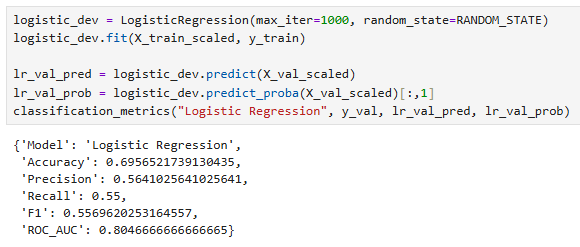 logistic_dev = LogisticRegression(max_iter=1000, random_state=RANDOM_STATE)
logistic_dev.fit(X_train_scaled, y_train)
lr_val_pred = logistic_dev.predict(X_val_scaled)
lr_val_prob = logistic_dev.predict_proba(X_val_scaled)[:,1]
classification_metrics("Logistic Regression", y_val, lr_val_pred, lr_val_prob)
{'Model': 'Logistic Regression',
 'Accuracy': 0.6956521739130435,
 'Precision': 0.5641025641025641,
 'Recall': 0.55,
 'F1': 0.5569620253164557,
 'ROC_AUC': 0.8046666666666665}